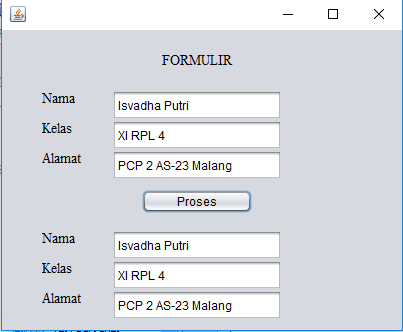 FORMULIR
Nama Isvadha Putri
Kelas XI RPL 4
Alamat PCP 2 AS-23 Malang
Proses
Nama Isvadha Putri
Kelas XI RPL 4
Alamat PCP 2 AS-23 Malang